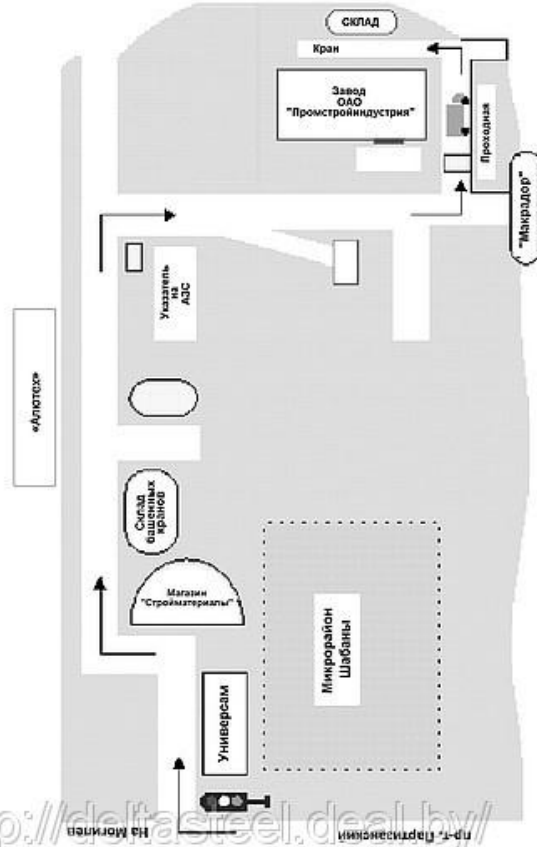 СКЛАД
Кран
Завод
ОАО
"Промстройиндустрия"
Проходная
"Макрадор"
Указатель
на
АЗС
«Алютех»
Склад
башенных
кранов
Магазин
"Стройматериалы"
Микрорайон
Шабаны
Универсам
На Могилев
пр-т. Партизанский
p://deltasteel.deal.by/